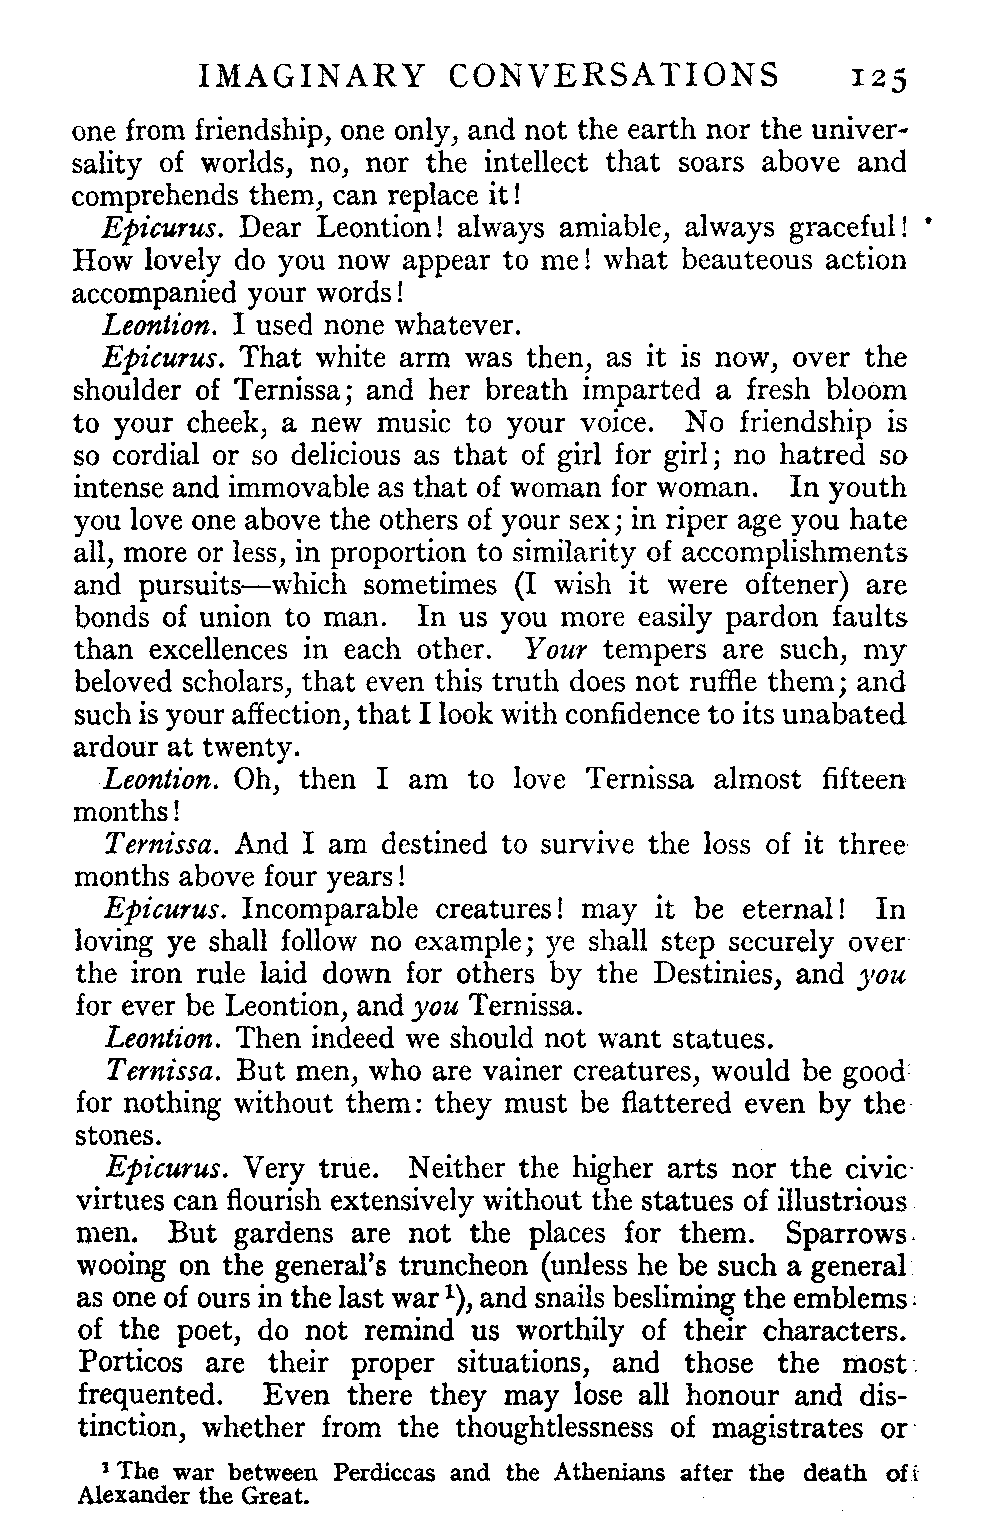 IMAGINARY CONVERSATIONS 125
one from friendship, one only, and not the earth nor the univer-
sality of worlds, no, nor the intellect that soars above and
comprehends them, can replace it!
Epicurus. Dear Leontion! always amiable, always graceful!
How lovely do you now appear to me! what beauteous action
accompanied your words!
Leontion. I used none whatever.
Epicurus. That white arm was then, as it is now, over the
shoulder of Ternissa; and her breath imparted a fresh bloom
to your cheek, a new music to your voice. No friendship is
so cordial or so delicious as that of girl for girl; no hatred so
intense and immovable as that of woman for woman. In youth
you love one above the others of your sex; in riper age you hate
all, more or less, in proportion to similarity of accomplishments
and pursuits—which sometimes (I wish it were oftener) are
bonds of union to man. In us you more easily pardon faults
than excellences in each other. Your tempers are such, my
beloved scholars, that even this truth does not ruffle them; and
such is your affection, that I look with confidence to its unabated
ardour at twenty.
Leontion. Oh, then I am to love Ternissa almost fifteen
months!
Ternissa. And I am destined to survive the loss of it three
months above four years!
Epicurus. Incomparable creatures! may it be eternal! In
loving ye shall follow no example; ye shall step securely over
the iron rule laid down for others by the Destinies, and you
for ever be Leontion, and you Ternissa.
Leontion. Then indeed we should not want statues.
Ternissa. But men, who are vainer creatures, would be good
for nothing without them: they must be flattered even by the
stones.
Epicurus. Very true. Neither the higher arts nor the civic
virtues can flourish extensively without the statues of illustrious
men. But gardens are not the places for them. Sparrows
wooing on the general's truncheon (unless he be such a general
as one of ours in the last war ¹), and snails besliming the emblems
of the poet, do not remind us worthily of their characters.
Porticos are their proper situations, and those the most
frequented. Even there they may lose all honour and dis-
tinction, whether from the thoughtlessness of magistrates or
¹ The war between Perdiccas and the Athenians after the death of
Alexander the Great.